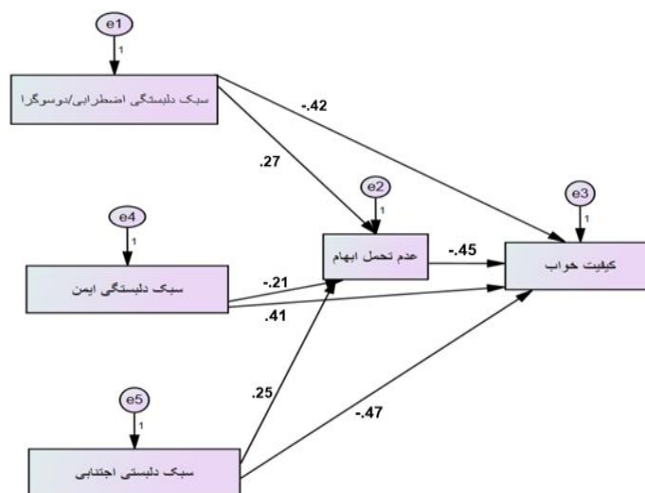 e1
1
سبک دلبستگی اضطرابی/دوسوگرا
-.42
.27
e2
1
e3
1
e4
1
عدم تحمل ابهام
-.45
کیفیت خواب
سبک دلبستگی ایمن
-.21
.41
.25
-.47
e5
1
سبک دلبستی اجتنابی